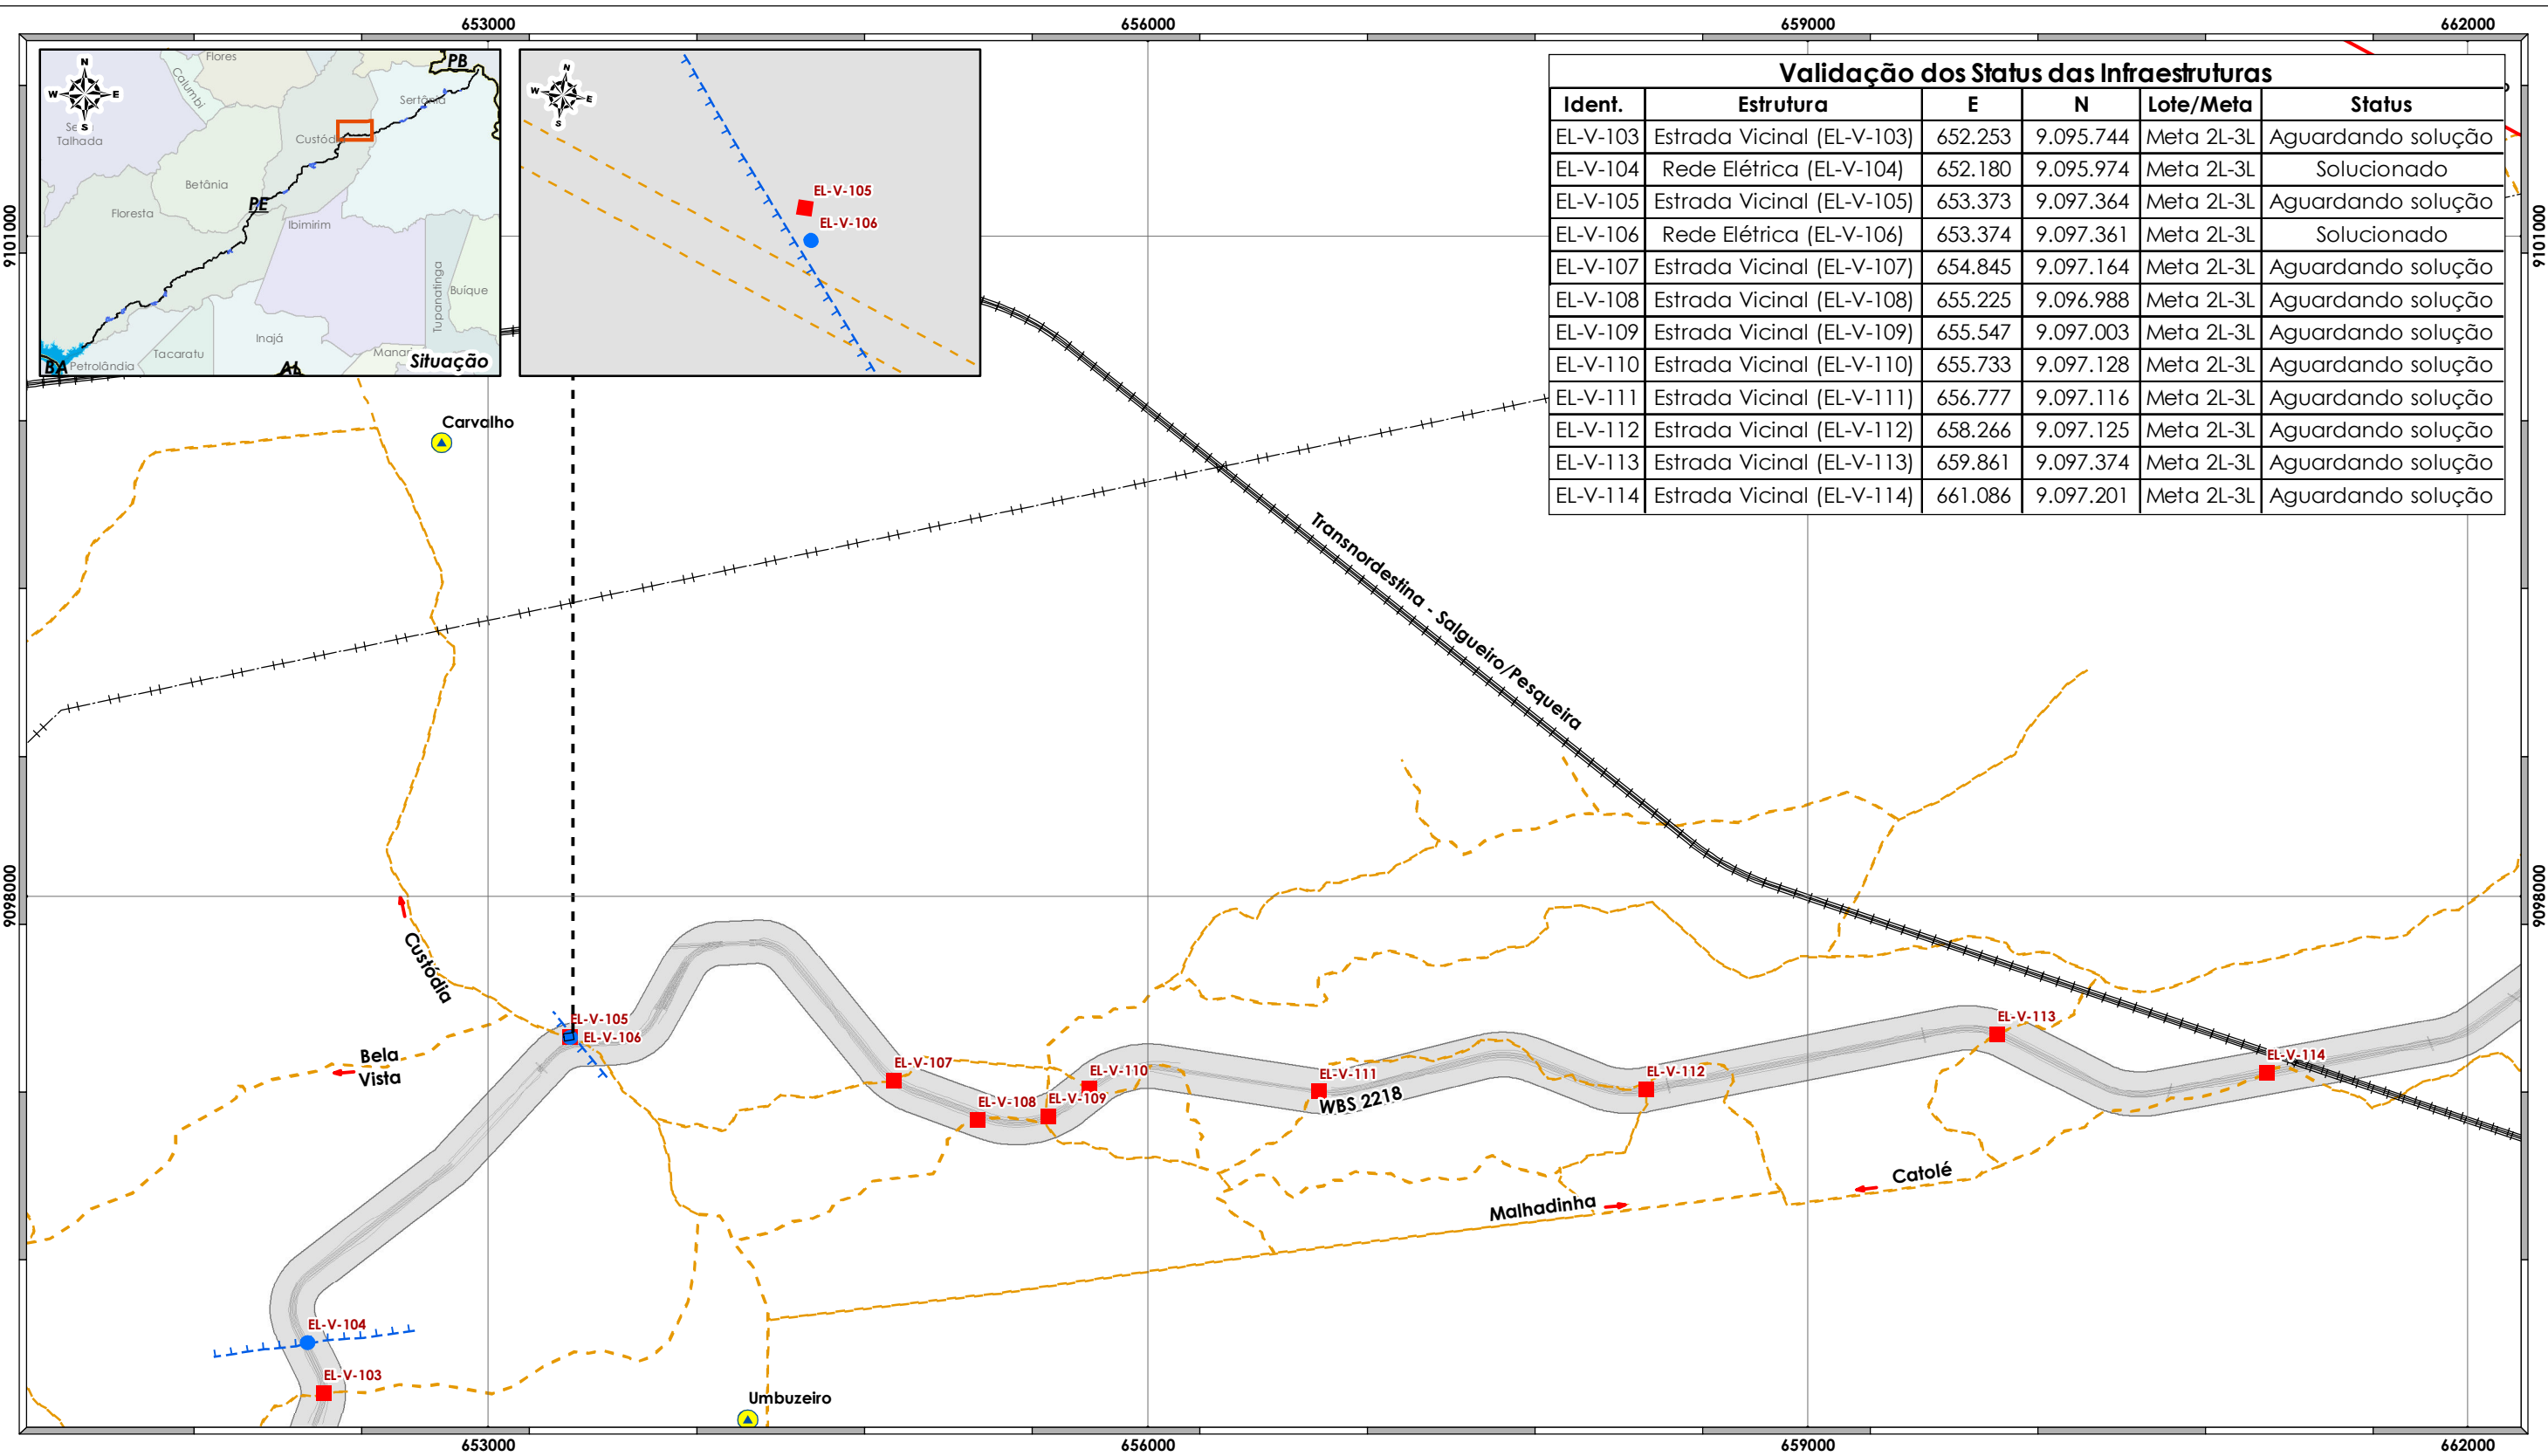 653000 656000 659000 662000
Flores
Calumbi
PB
N
W E
S
Sertânia
Talhada
Custód
Betânia
Floresta
PE
Ibimirim
Tupanatinga
Buíque
Inajá
Tacaratu
Petrolândia
BA
AL
Situação
N
W E
S
EL-V-105
EL-V-106
Validação dos Status das Infraestruturas
Ident. Estrutura E N Lote/Meta Status
EL-V-103 Estrada Vicinal (EL-V-103) 652.253 9.095.744 Meta 2L-3L Aguardando solução
EL-V-104 Rede Elétrica (EL-V-104) 652.180 9.095.974 Meta 2L-3L Solucionado
EL-V-105 Estrada Vicinal (EL-V-105) 653.373 9.097.364 Meta 2L-3L Aguardando solução
EL-V-106 Rede Elétrica (EL-V-106) 653.374 9.097.361 Meta 2L-3L Solucionado
EL-V-107 Estrada Vicinal (EL-V-107) 654.845 9.097.164 Meta 2L-3L Aguardando solução
EL-V-108 Estrada Vicinal (EL-V-108) 655.225 9.096.988 Meta 2L-3L Aguardando solução
EL-V-109 Estrada Vicinal (EL-V-109) 655.547 9.097.003 Meta 2L-3L Aguardando solução
EL-V-110 Estrada Vicinal (EL-V-110) 655.733 9.097.128 Meta 2L-3L Aguardando solução
EL-V-111 Estrada Vicinal (EL-V-111) 656.777 9.097.116 Meta 2L-3L Aguardando solução
EL-V-112 Estrada Vicinal (EL-V-112) 658.266 9.097.125 Meta 2L-3L Aguardando solução
EL-V-113 Estrada Vicinal (EL-V-113) 659.861 9.097.374 Meta 2L-3L Aguardando solução
EL-V-114 Estrada Vicinal (EL-V-114) 661.086 9.097.201 Meta 2L-3L Aguardando solução
9101000
9101000
Carvalho
Transnordestina - Salgueiro/Pesqueira
9098000
9098000
Custódia
EL-V-105
EL-V-106
Bela
Vista
EL-V-107
EL-V-108
EL-V-109
EL-V-110
EL-V-111
WBS 2218
EL-V-112
EL-V-113
EL-V-114
Catolé
Malhadinha
EL-V-104
EL-V-103
Umbuzeiro
653000 656000 659000 662000